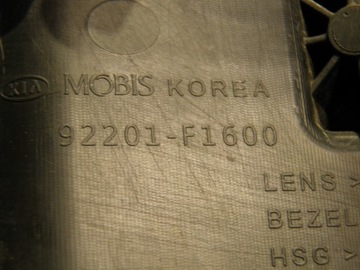 KIA MOBIS KOREA
92201-F1600
LENS >
BEZEL
HSG >